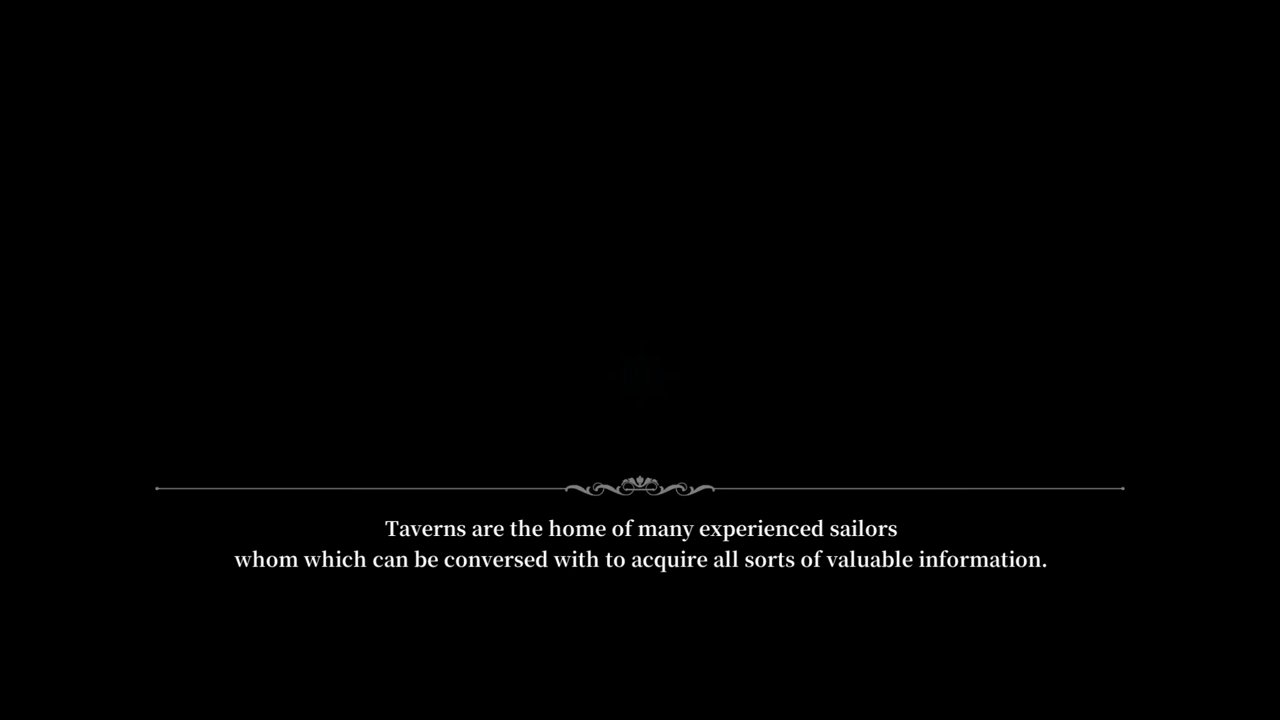 Taverns are the home of many experienced sailors
whom which can be conversed with to acquire all sorts of valuable information.